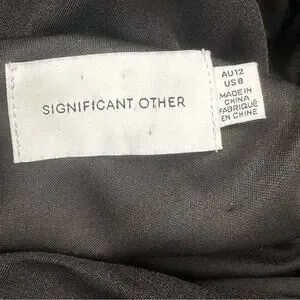 SIGNIFICANT OTHER
AU12
US8
MADE IN
CHINA
FABRIQUÉ
EN CHINE